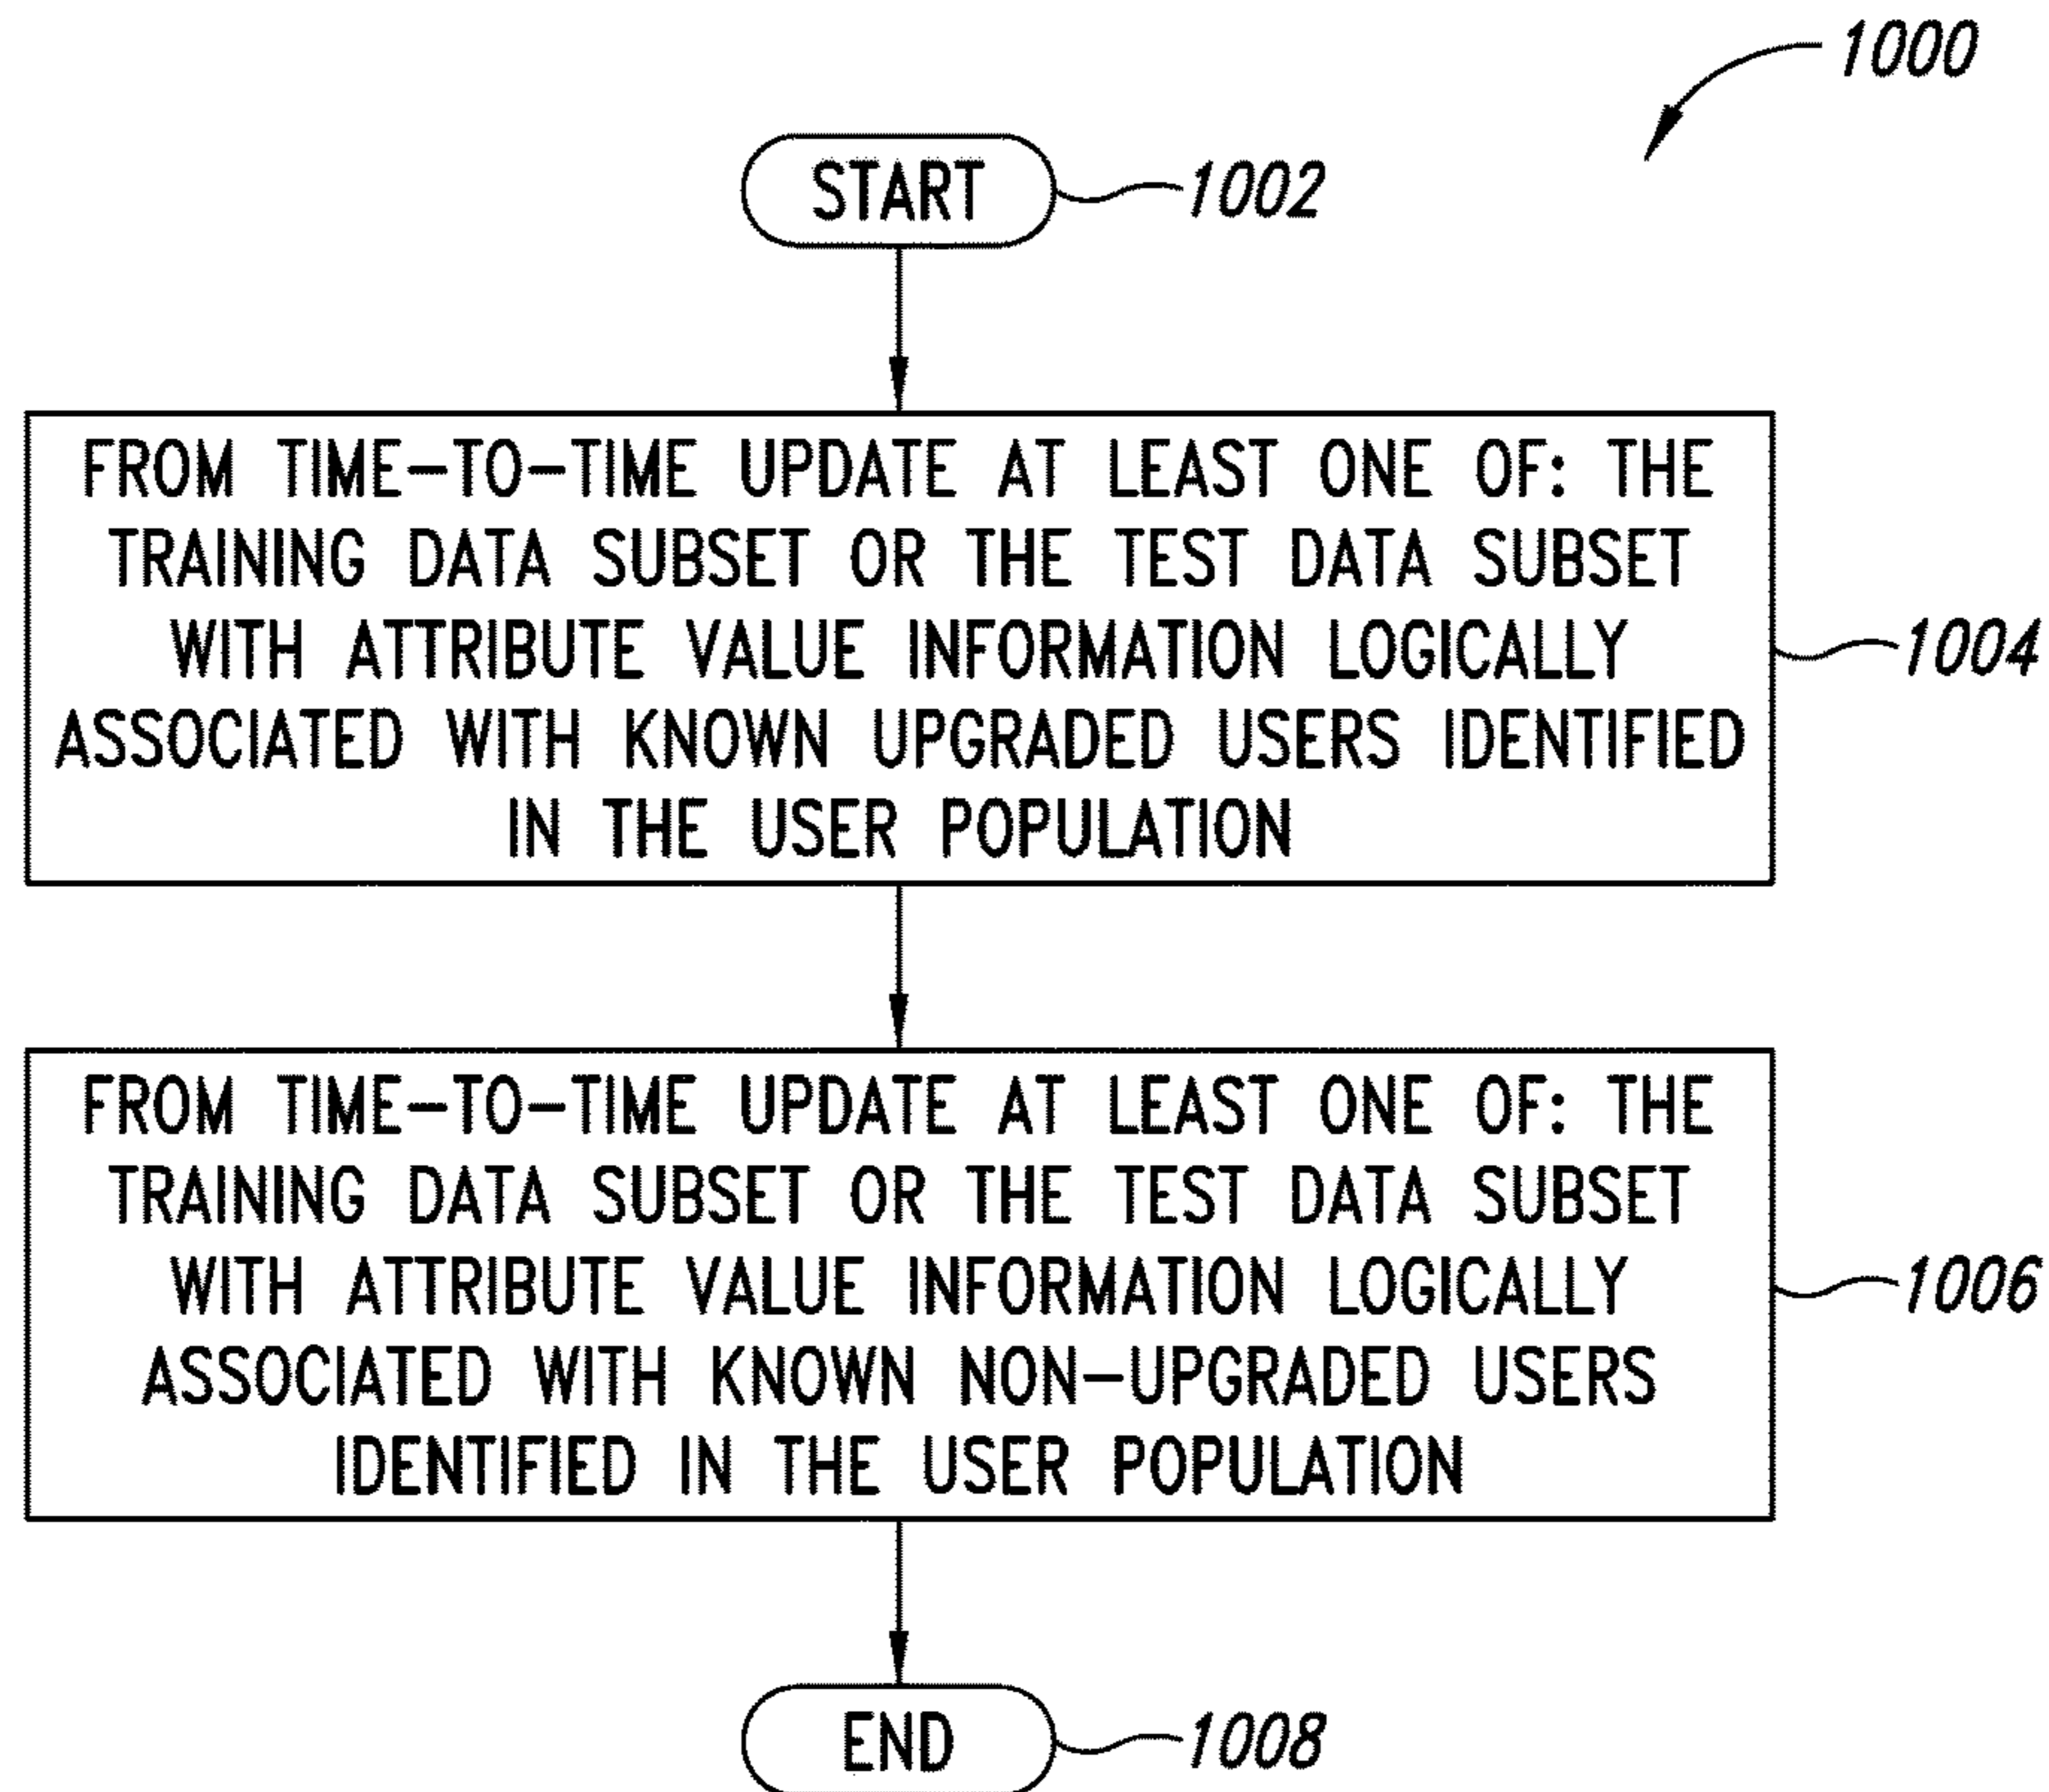 1000
START
1002
FROM TIME-TO-TIME UPDATE AT LEAST ONE OF: THE
TRAINING DATA SUBSET OR THE TEST DATA SUBSET
WITH ATTRIBUTE VALUE INFORMATION LOGICALLY
ASSOCIATED WITH KNOWN UPGRADED USERS IDENTIFIED
IN THE USER POPULATION
1004
FROM TIME-TO-TIME UPDATE AT LEAST ONE OF: THE
TRAINING DATA SUBSET OR THE TEST DATA SUBSET
WITH ATTRIBUTE VALUE INFORMATION LOGICALLY
ASSOCIATED WITH KNOWN NON-UPGRADED USERS
IDENTIFIED IN THE USER POPULATION
1006
END
1008